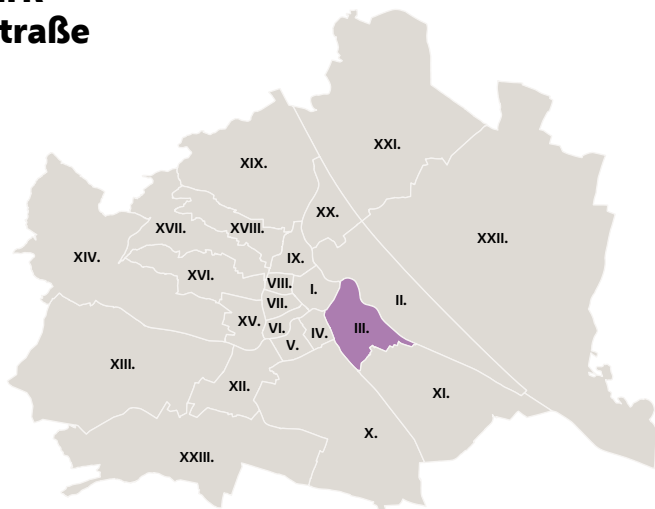 traße
XXI.
XIX.
XX.
XVII.
XVIII.
XXII.
XIV.
IX.
XVI.
VIII.
I.
VII.
II.
XV.
VI.
IV.
III.
V.
XIII.
XII.
XI.
X.
XXIII.